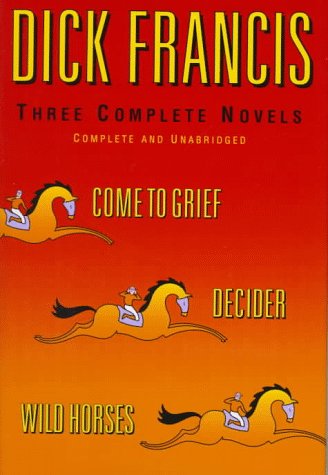 DICK FRANCIS
THREE COMPLETE NOVELS
COMPLETE AND UNABRIDGED
COME TO GRIEF
DECIDER
WILD HORSES